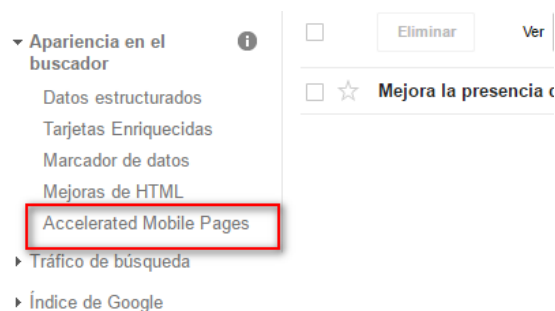 Apariencia en el
buscador
Datos estructurados
Tarjetas Enriquecidas
Marcador de datos
Mejoras de HTML
Accelerated Mobile Pages
Tráfico de búsqueda
Índice de Google
Eliminar
Ver
Mejora la presencia